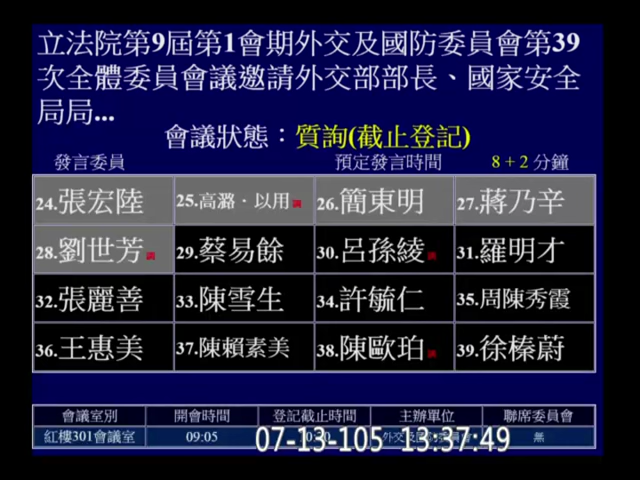 立法院第9屆第1會期外交及國防委員會第39
次全體委員會議邀請外交部部長、國家安全
局局...
會議狀態：質詢(截止登記)
發言委員 預定發言時間 8 + 2 分鐘
24.張宏陸 25.高潞．以用 26.簡東明 27.蔣乃辛
28.劉世芳 29.蔡易餘 30.呂孫綾 31.羅明才
32.張麗善 33.陳雪生 34.許毓仁 35.周陳秀霞
36.王惠美 37.陳賴素美 38.陳歐珀 39.徐榛蔚
會議室別 開會時間 登記截止時間 主辦單位 聯席委員會
紅樓301會議室 09:05 無
07-13-105 13:37:49